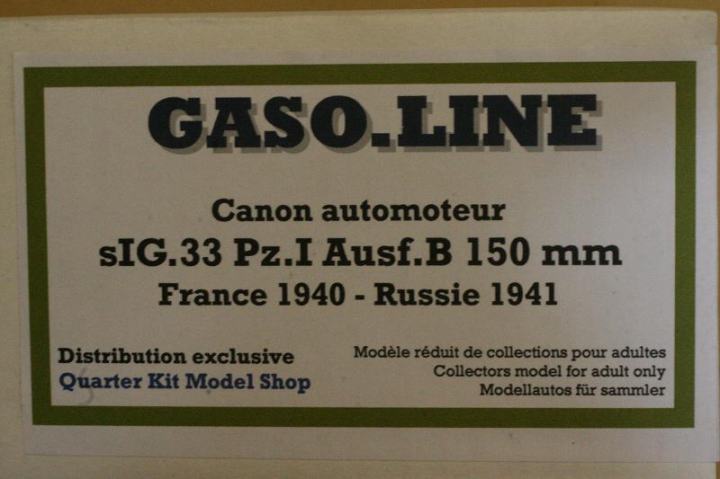 GASO.LINE
Canon automoteur
sIG.33 Pz.I Ausf.B 150 mm
France 1940 - Russie 1941
Distribution exclusive
Quarter Kit Model Shop
Modèle réduit de collections pour adultes
Collectors model for adult only
Modellautos für sammler